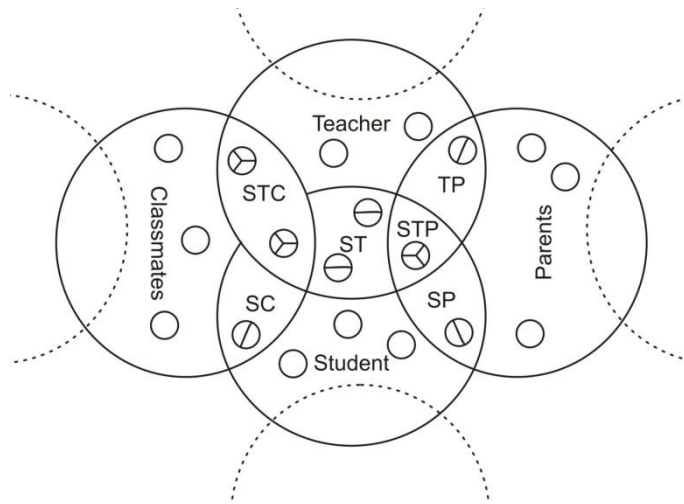 Teacher
Classmates
STC
TP
ST
STP
Parents
SC
SP
Student